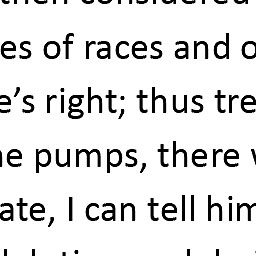 then considered
es of races and o
e's right; thus tre
he pumps, there
ate, I can tell him